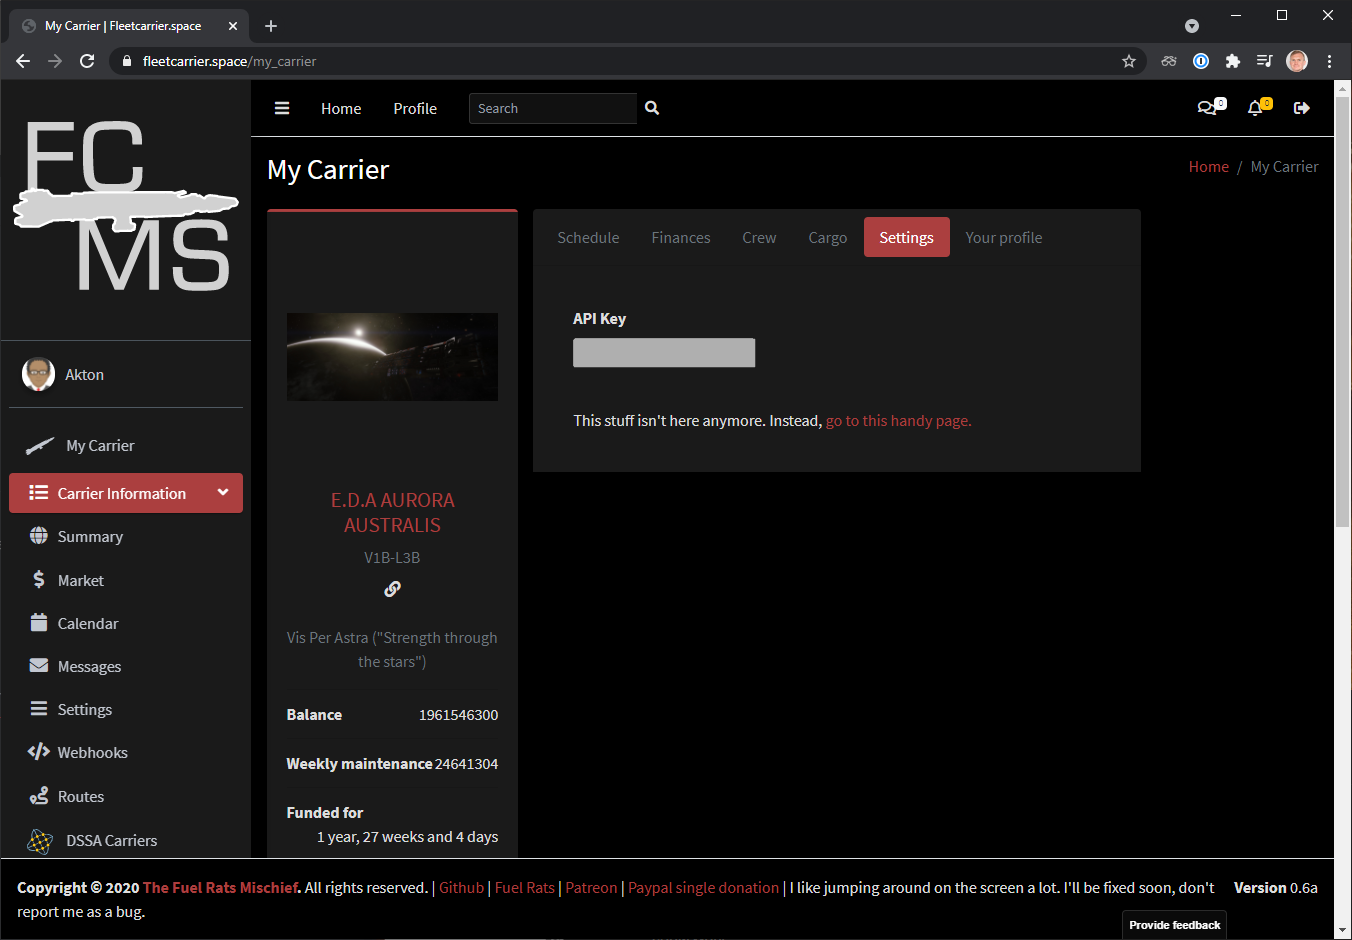 My Carrier | Fleetcarrier.space
fleetcarrier.space/my_carrier
FC
MS
Home
Profile
Search
0
0
My Carrier
Home / My Carrier
Akton
My Carrier
Carrier Information
Summary
Market
Calendar
Messages
Settings
Webhooks
Routes
DSSA Carriers
E.D.A AURORA
AUSTRALIS
V1B-L3B
Vis Per Astra ("Strength through
the stars")
Balance 1961546300
Weekly maintenance 24641304
Funded for
1 year, 27 weeks and 4 days
Schedule
Finances
Crew
Cargo
Settings
Your profile
API Key
This stuff isn't here anymore. Instead, go to this handy page.
Copyright © 2020 The Fuel Rats Mischief. All rights reserved. | Github | Fuel Rats | Patreon | Paypal single donation | I like jumping around on the screen a lot. I'll be fixed soon, don't
report me as a bug.
Version 0.6a
Provide feedback